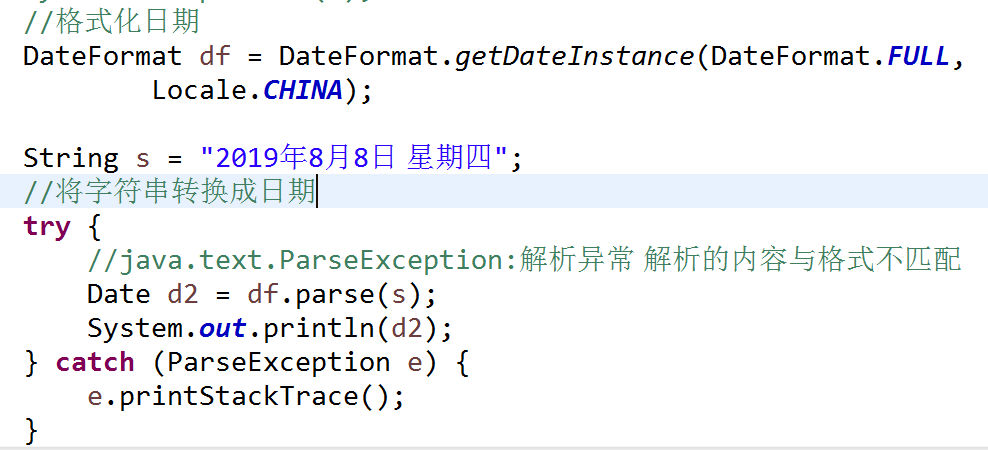 //格式化日期
DateFormat df = DateFormat.getDateInstance(DateFormat.FULL,
Locale.CHINA);
String s = "2019年8月8日 星期四";
//将字符串转换成日期
try {
//java.text.ParseException:解析异常 解析的内容与格式不匹配
Date d2 = df.parse(s);
System.out.println(d2);
} catch (ParseException e) {
e.printStackTrace();
}